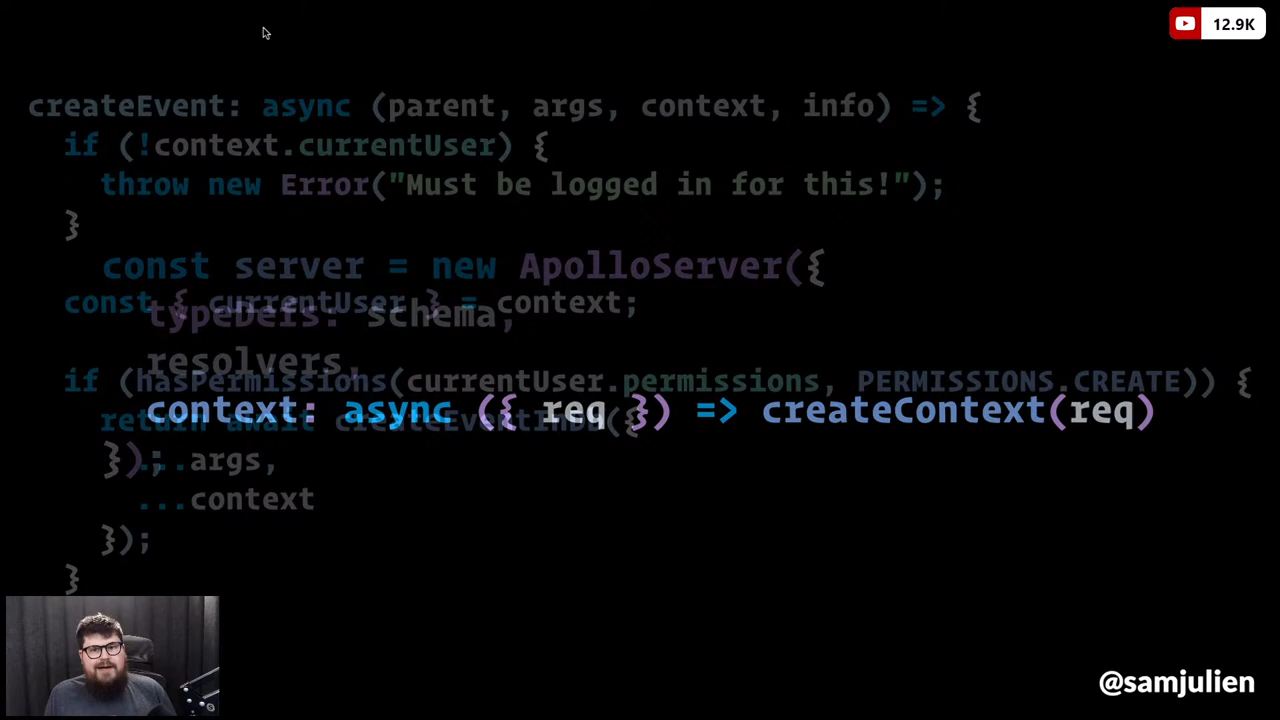 12.9K
createEvent: async (parent, args, context, info) => {
if (!context.currentUser) {
throw new Error("Must be logged in for this!");
}
const server = new ApolloServer({
const { currentUser } = context;
typeDefs: schema,
resolvers,
if (hasPermissions(currentUser.permissions, PERMISSIONS.CREATE)) {
context: async ({ req }) => createContext(req)
return await createEventInDb({
});
...args,
...context
});
}
@samjulien